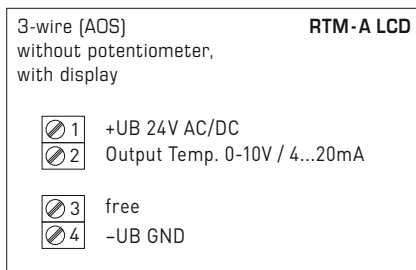 3-wire (AOS) RTM-A LCD
without potentiometer,
with display
1 +UB 24V AC/DC
2 Output Temp. 0-10V / 4...20mA
3 free
4 –UB GND